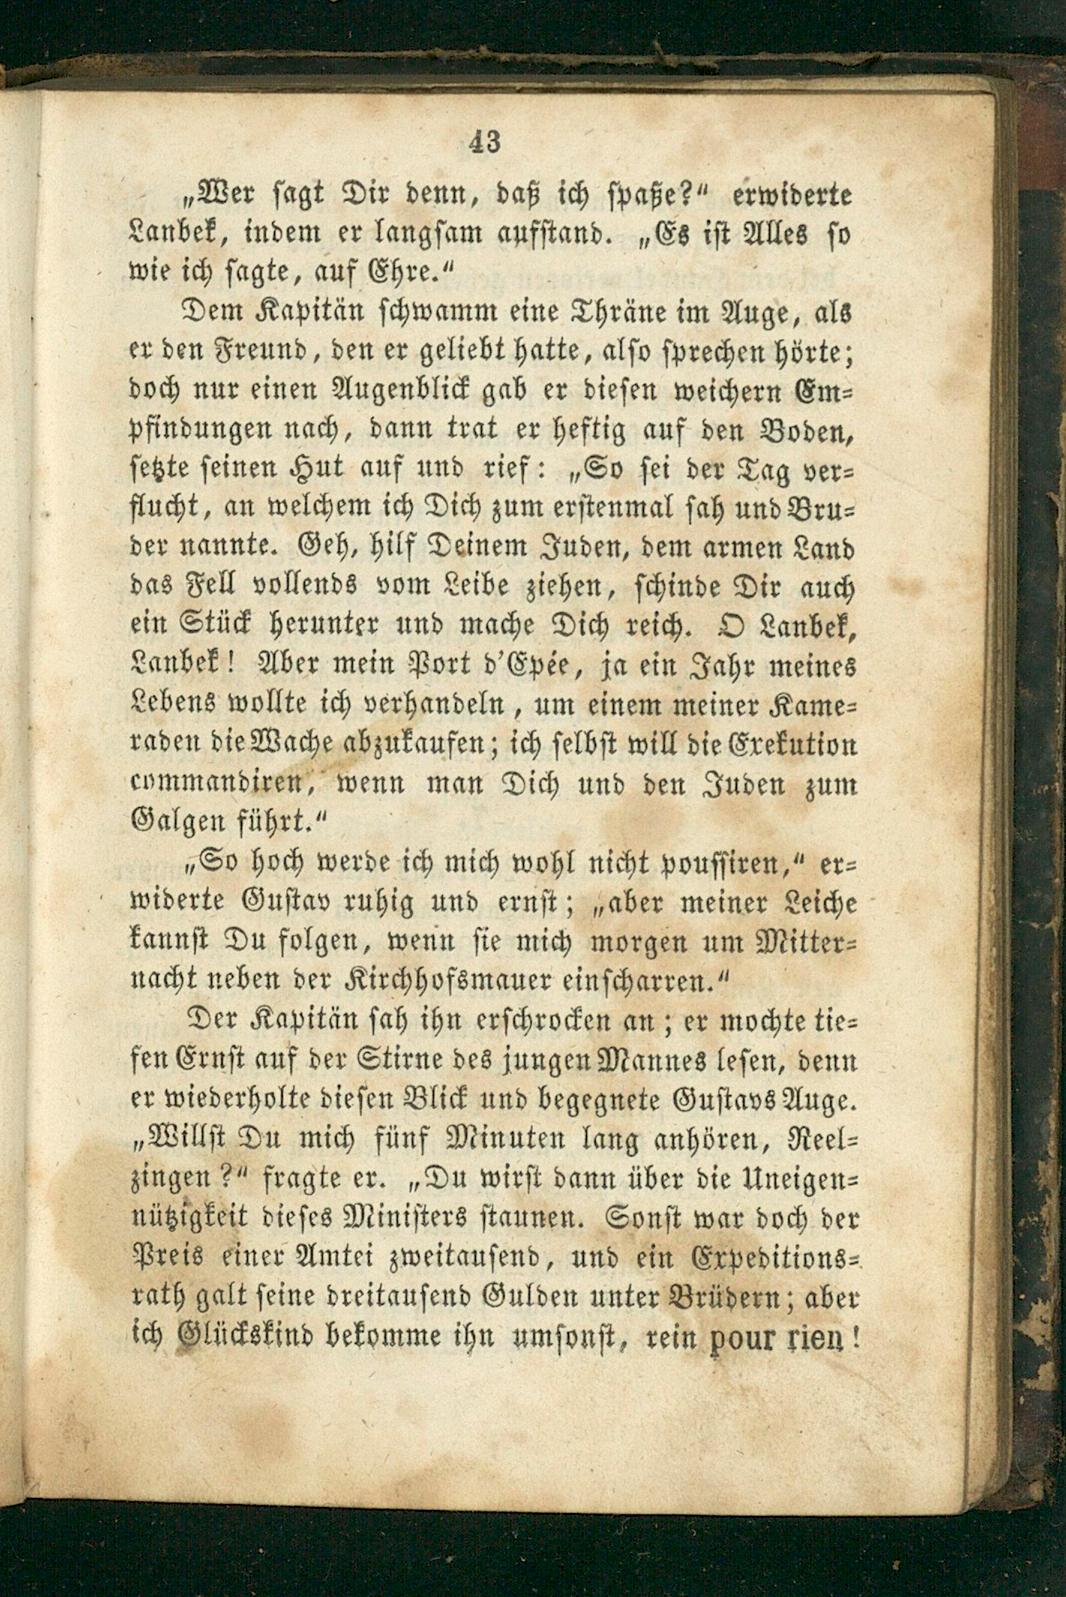 43
„Wer sagt Dir denn, daß ich spaße?“ erwiderte
Lanbek, indem er langsam aufstand. „Es ist Alles so
wie ich sagte, auf Ehre.“
Dem Kapitän schwamm eine Thräne im Auge, als
er den Freund, den er geliebt hatte, also sprechen hörte;
doch nur einen Augenblick gab er diesen weichern Em-
pfindungen nach, dann trat er heftig auf den Boden,
setzte seinen Hut auf und rief: „So sei der Tag ver-
flucht, an welchem ich Dich zum erstenmal sah und Bru-
der nannte. Geh, hilf Deinem Juden, dem armen Land
das Fell vollends vom Leibe ziehen, schinde Dir auch
ein Stück herunter und mache Dich reich. O Lanbek,
Lanbek! Aber mein Port d'Epée, ja ein Jahr meines
Lebens wollte ich verhandeln, um einem meiner Kame-
raden die Wache abzukaufen; ich selbst will die Exekution
commandiren, wenn man Dich und den Juden zum
Galgen führt.“
„So hoch werde ich mich wohl nicht poussiren,“ er-
widerte Gustav ruhig und ernst; „aber meiner Leiche
kannst Du folgen, wenn sie mich morgen um Mitter-
nacht neben der Kirchhofsmauer einscharren.“
Der Kapitän sah ihn erschrocken an; er mochte tie-
fen Ernst auf der Stirne des jungen Mannes lesen, denn
er wiederholte diesen Blick und begegnete Gustavs Auge.
„Willst Du mich fünf Minuten lang anhören, Reel-
zingen?“ fragte er. „Du wirst dann über die Uneigen-
nützigkeit dieses Ministers staunen. Sonst war doch der
Preis einer Amtei zweitausend, und ein Expeditions-
rath galt seine dreitausend Gulden unter Brüdern; aber
ich Glückskind bekomme ihn umsonst, rein pour rien!